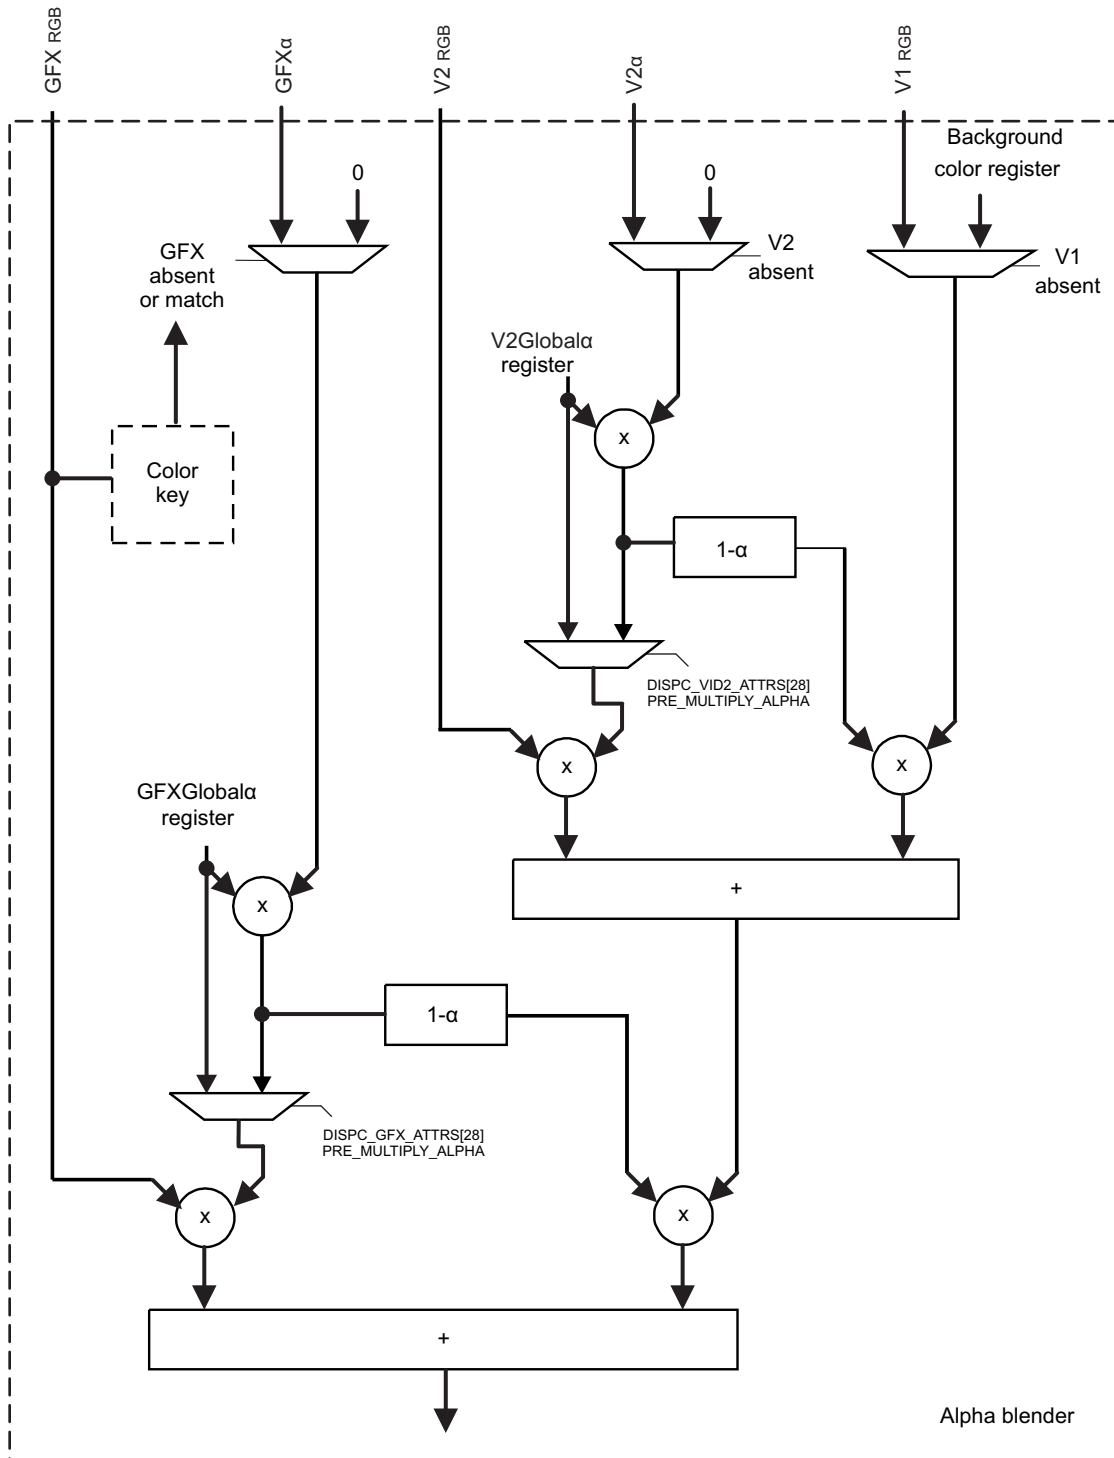 GFX RGB
GFXα
V2 RGB
V2α
V1 RGB
Background
color register
0
0
GFX
absent
or match
V2
absent
V1
absent
V2Globalα
register
x
Color
key
1-α
DISPC_VID2_ATTRS[28]
PRE_MULTIPLY_ALPHA
x
x
GFXGlobalα
register
x
+
1-α
DISPC_GFX_ATTRS[28]
PRE_MULTIPLY_ALPHA
x
x
+
Alpha blender